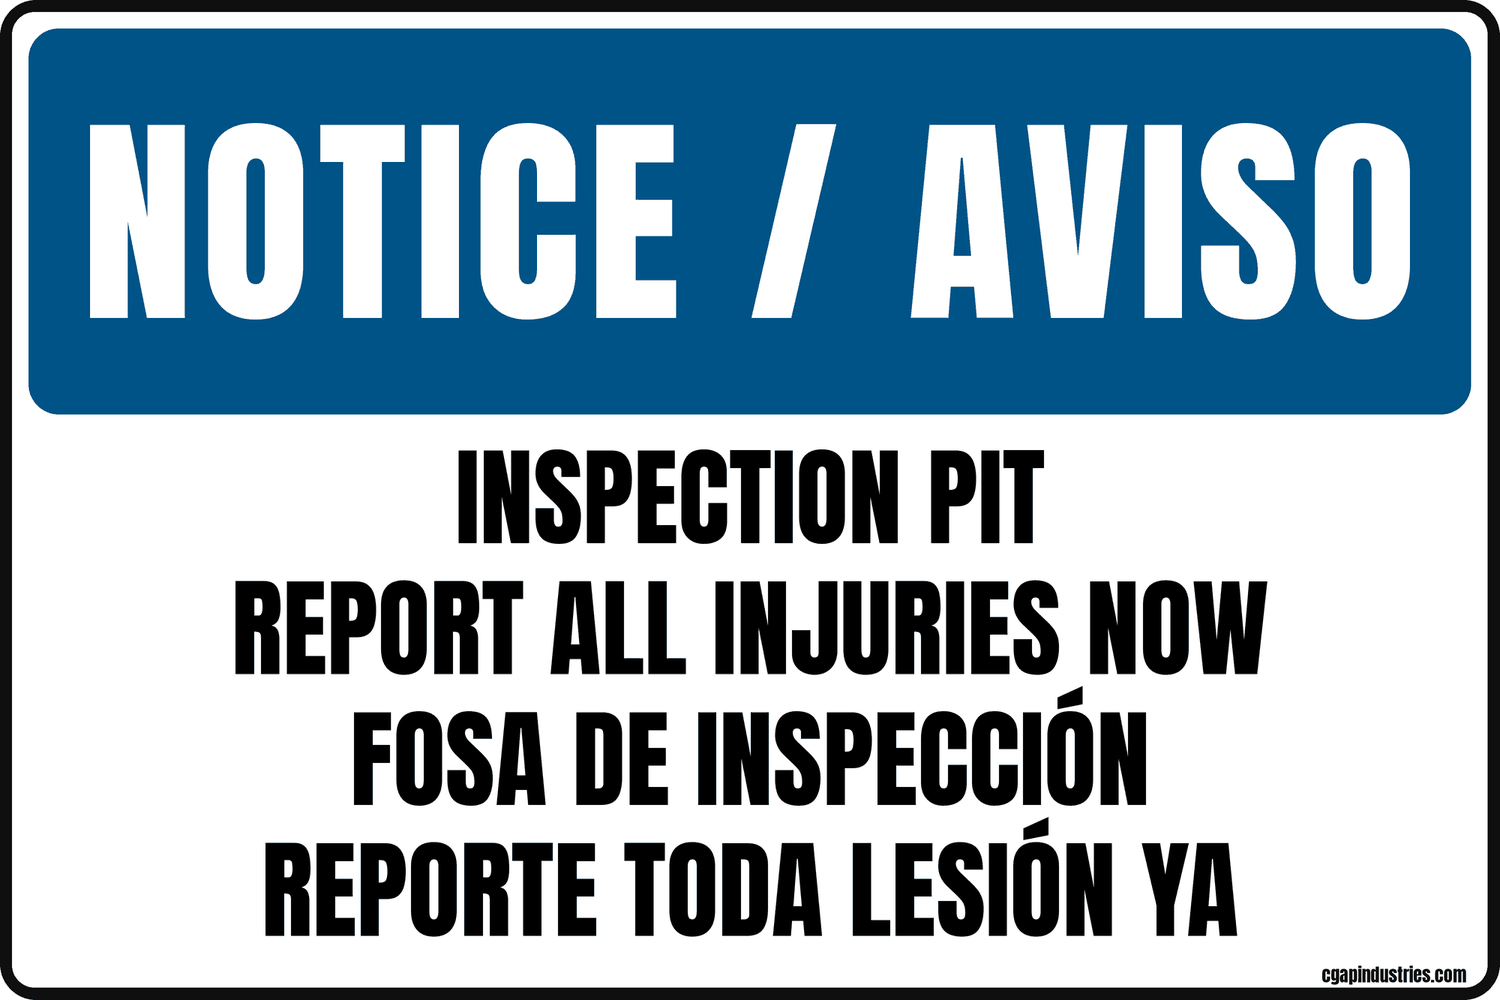 NOTICE / AVISO
INSPECTION PIT
REPORT ALL INJURIES NOW
FOSA DE INSPECCIÓN
REPORTE TODA LESIÓN YA
cgapindustries.com